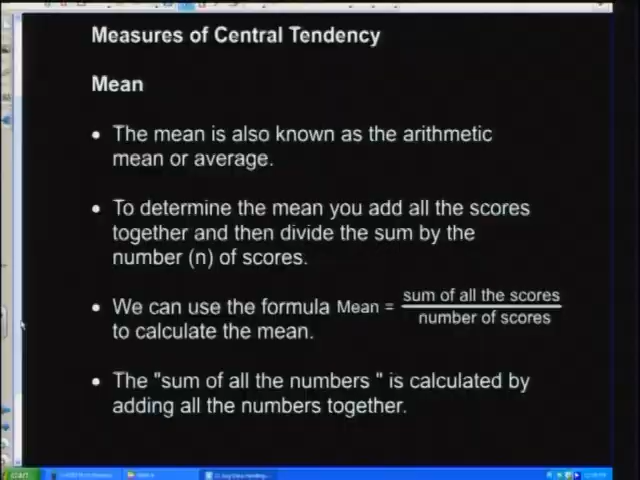 Measures of Central Tendency
Mean
• The mean is also known as the arithmetic
mean or average.
• To determine the mean you add all the scores
together and then divide the sum by the
number (n) of scores.
• We can use the formula Mean = sum of all the scores / number of scores
to calculate the mean.
• The "sum of all the numbers " is calculated by
adding all the numbers together.
start